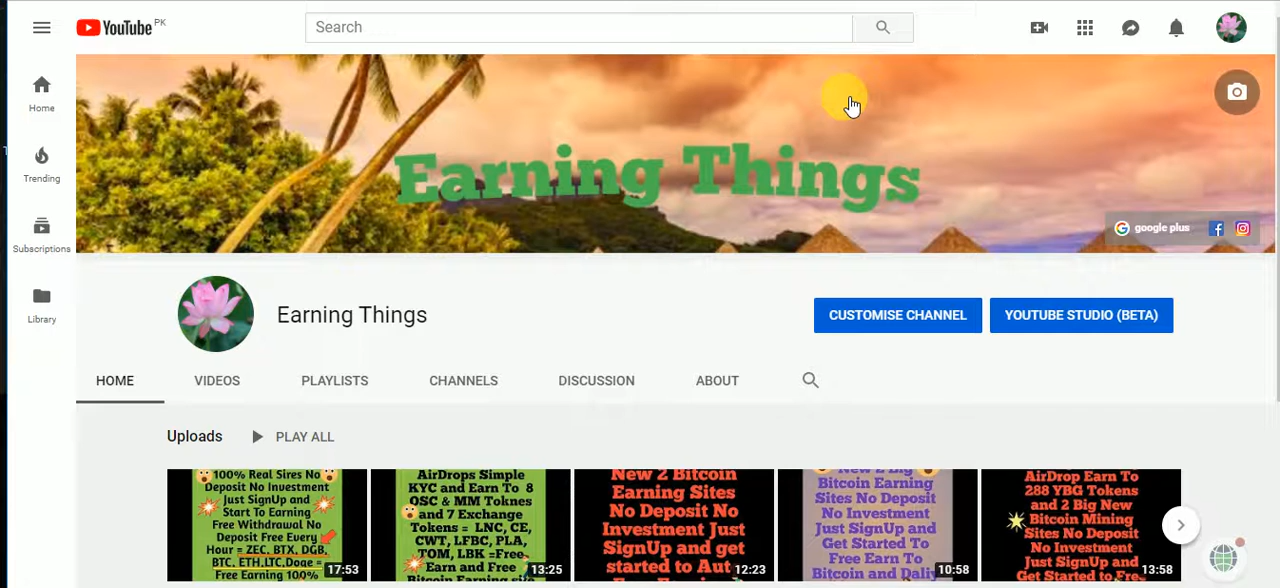 YouTube PK
Search
Home
Trending
Subscriptions
Library
Earning Things
google plus
Earning Things
CUSTOMISE CHANNEL
YOUTUBE STUDIO (BETA)
HOME
VIDEOS
PLAYLISTS
CHANNELS
DISCUSSION
ABOUT
Uploads
PLAY ALL
100% Real Sires No
Deposit No Investment
Just SignUp and
Start To Earning
Free Withdrawal No
Deposit Free Every
Hour = ZEC, BTX, DGB,
BTC, ETH,LTC,Doge =
Free Earning 100%
17:53
AirDrops Simple
KYC and Earn To 8
OSC & MM Toknes
and 7 Exchange
Tokens = LNC, CE,
CWT, LFBC, PLA,
TOM, LBK =Free
Earn and Free
Bitcoin Earning
13:25
New 2 Bitcoin
Earning Sites
No Deposit No
Investment Just
SignUp and get
started to Aut
12:23
New 2 Big
Bitcoin Earning
Sites No Deposit
No Investment
Just SignUp and
Get Started To
Free Earn To
Bitcoin and Daliy
10:58
AirDrop Earn To
288 YBG Tokens
and 2 Big New
Bitcoin Mining
Sites No Deposit
No Investment
Just SignUp and
Get Started To
13:58